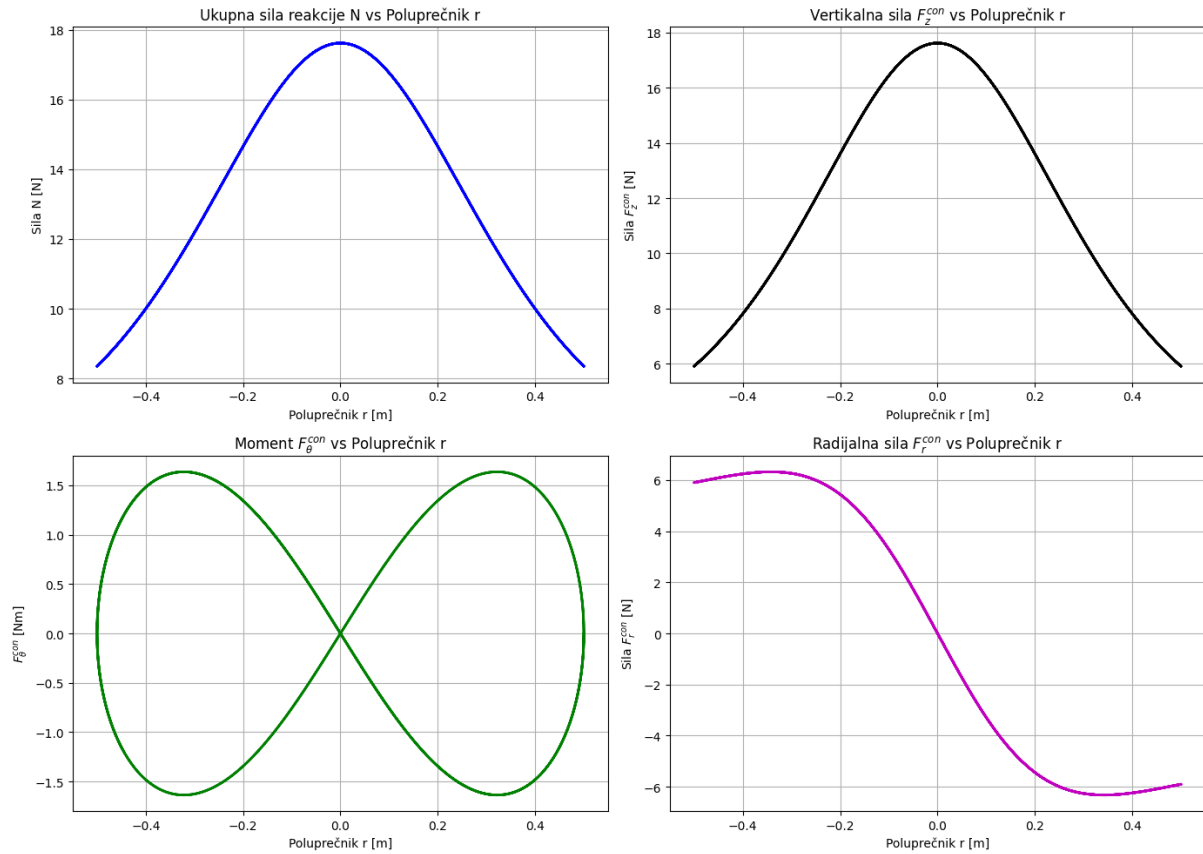 Ukupna sila reakcije N vs Poluprečnik r
18
16
14
12
10
8
Sila N [N]
−0.4 −0.2 0.0 0.2 0.4
Poluprečnik r [m]
Vertikalna sila $F_z^{con}$ vs Poluprečnik r
18
16
14
12
10
8
6
Sila $F_z^{con}$ [N]
−0.4 −0.2 0.0 0.2 0.4
Poluprečnik r [m]
Moment $F_θ^{con}$ vs Poluprečnik r
1.5
1.0
0.5
0.0
−0.5
−1.0
−1.5
$F_θ^{con}$ [Nm]
−0.4 −0.2 0.0 0.2 0.4
Poluprečnik r [m]
Radijalna sila $F_r^{con}$ vs Poluprečnik r
6
4
2
0
−2
−4
−6
Sila $F_r^{con}$ [N]
−0.4 −0.2 0.0 0.2 0.4
Poluprečnik r [m]